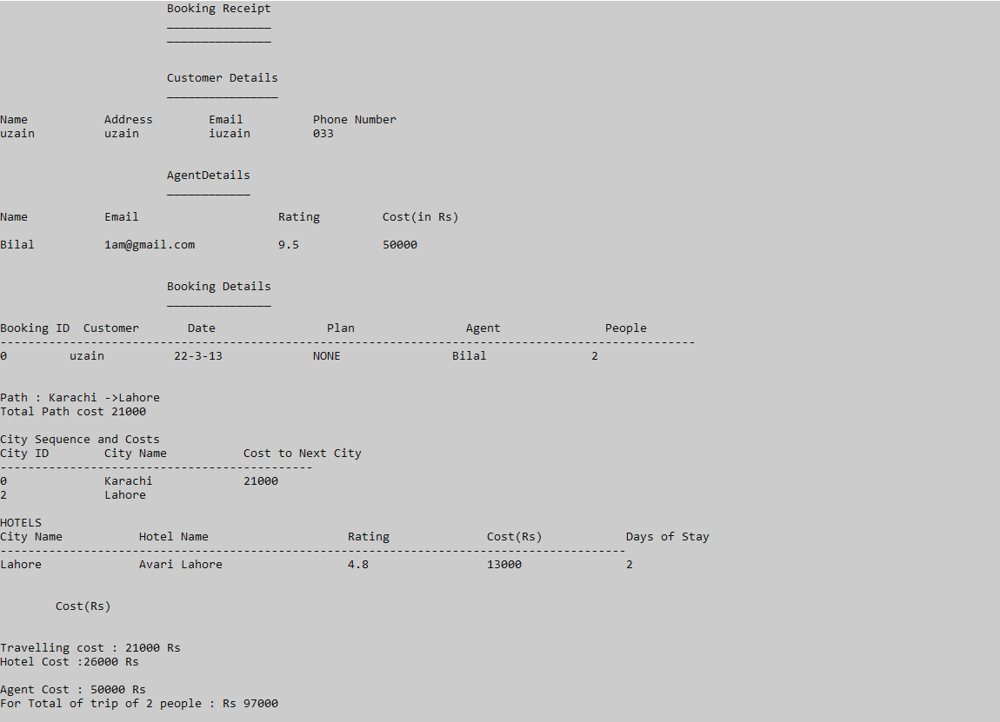 Booking Receipt
_______________
_______________
Customer Details
________________
Name Address Email Phone Number
uzain uzain iuzain 033
AgentDetails
____________
Name Email Rating Cost(in Rs)
Bilal 1am@gmail.com 9.5 50000
Booking Details
_______________
Booking ID Customer Date Plan Agent People
----------------------------------------------------------------------------------------------------
0 uzain 22-3-13 NONE Bilal 2
Path : Karachi ->Lahore
Total Path cost 21000
City Sequence and Costs
City ID City Name Cost to Next City
---------------------------------------------
0 Karachi 21000
2 Lahore
HOTELS
City Name Hotel Name Rating Cost(Rs) Days of Stay
------------------------------------------------------------------------------------------
Lahore Avari Lahore 4.8 13000 2
Cost(Rs)
Travelling cost : 21000 Rs
Hotel Cost :26000 Rs
Agent Cost : 50000 Rs
For Total of trip of 2 people : Rs 97000